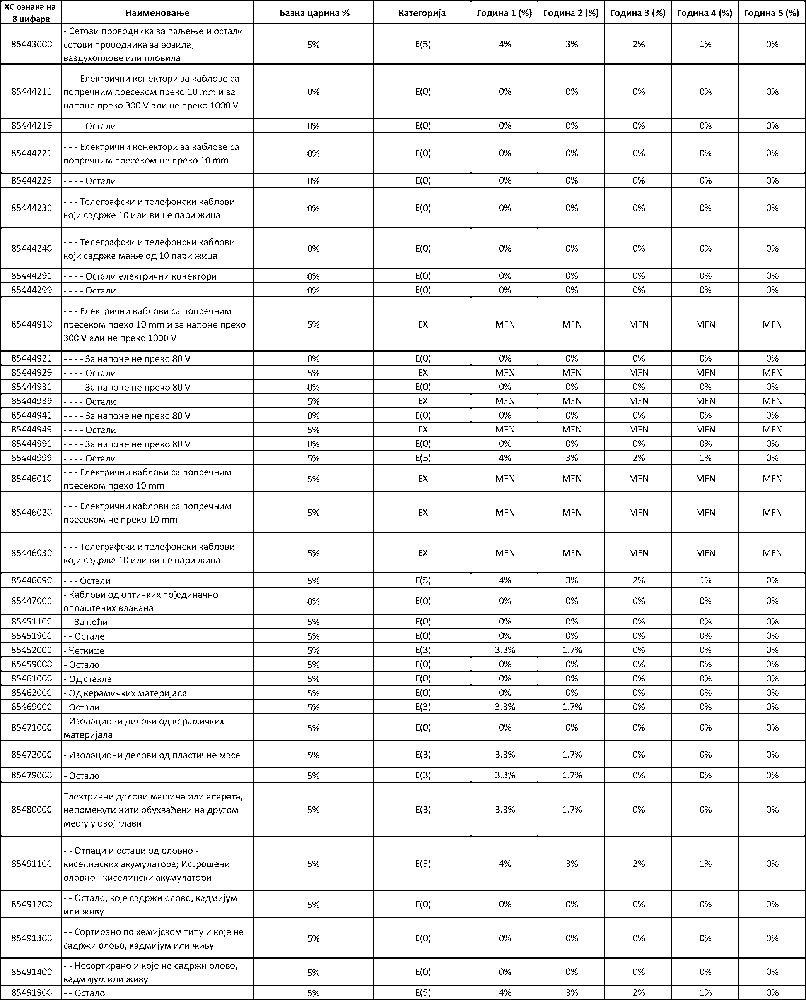 ХС ознака на
8 цифара
Наименовање
Базна царина %
Категорија
Година 1 (%)
Година 2 (%)
Година 3 (%)
Година 4 (%)
Година 5 (%)
85443000
- Сетови проводника за паљење и остали
сетови проводника за возила,
ваздухоплове или пловила
5%
E(5)
4%
3%
2%
1%
0%
85444211
- - - Електрични конектори за каблове са
попречним пресеком преко 10 mm и за
напоне преко 300 V али не преко 1000 V
0%
E(0)
0%
0%
0%
0%
0%
85444219
- - - - Остали
0%
E(0)
0%
0%
0%
0%
0%
85444221
- - - Електрични конектори за каблове са
попречним пресеком не преко 10 mm
0%
E(0)
0%
0%
0%
0%
0%
85444229
- - - - Остали
0%
E(0)
0%
0%
0%
0%
0%
85444230
- - - Телеграфски и телефонски каблови
који садрже 10 или више пари жица
0%
E(0)
0%
0%
0%
0%
0%
85444240
- - - Телеграфски и телефонски каблови
који садрже мање од 10 пари жица
0%
E(0)
0%
0%
0%
0%
0%
85444291
- - - - Остали електрични конектори
0%
E(0)
0%
0%
0%
0%
0%
85444299
- - - - Остали
0%
E(0)
0%
0%
0%
0%
0%
85444910
- - - Електрични каблови са попречним
пресеком преко 10 mm и за напоне преко
300 V али не преко 1000 V
5%
EX
MFN
MFN
MFN
MFN
MFN
85444921
- - - - За напоне не преко 80 V
0%
E(0)
0%
0%
0%
0%
0%
85444929
- - - - Остали
5%
EX
MFN
MFN
MFN
MFN
MFN
85444931
- - - - За напоне не преко 80 V
0%
E(0)
0%
0%
0%
0%
0%
85444939
- - - - Остали
5%
EX
MFN
MFN
MFN
MFN
MFN
85444941
- - - - За напоне не преко 80 V
0%
E(0)
0%
0%
0%
0%
0%
85444949
- - - - Остали
5%
EX
MFN
MFN
MFN
MFN
MFN
85444991
- - - - За напоне не преко 80 V
0%
E(0)
0%
0%
0%
0%
0%
85444999
- - - - Остали
5%
E(5)
4%
3%
2%
1%
0%
85446010
- - - Електрични каблови са попречним
пресеком преко 10 mm
5%
EX
MFN
MFN
MFN
MFN
MFN
85446020
- - - Електрични каблови са попречним
пресеком не преко 10 mm
5%
EX
MFN
MFN
MFN
MFN
MFN
85446030
- - - Телеграфски и телефонски каблови
који садрже 10 или више пари жица
5%
EX
MFN
MFN
MFN
MFN
MFN
85446090
- - - Остали
5%
E(5)
4%
3%
2%
1%
0%
85447000
- Каблови од оптичких појединачно
оплаштених влакана
0%
E(0)
0%
0%
0%
0%
0%
85451100
- - За пећи
5%
E(0)
0%
0%
0%
0%
0%
85451900
- - Остале
5%
E(0)
0%
0%
0%
0%
0%
85452000
- Четкице
5%
E(3)
3.3%
1.7%
0%
0%
0%
85459000
- Остало
5%
E(0)
0%
0%
0%
0%
0%
85461000
- Од стакла
5%
E(0)
0%
0%
0%
0%
0%
85462000
- Од керамичких материјала
5%
E(0)
0%
0%
0%
0%
0%
85469000
- Остали
5%
E(3)
3.3%
1.7%
0%
0%
0%
85471000
- Изолациони делови од керамичких
материјала
5%
E(0)
0%
0%
0%
0%
0%
85472000
- Изолациони делови од пластичне масе
5%
E(3)
3.3%
1.7%
0%
0%
0%
85479000
- Остало
5%
E(3)
3.3%
1.7%
0%
0%
0%
85480000
Електрични делови машина или апарата,
непоменути нити обухваћени на другом
месту у овој глави
5%
E(3)
3.3%
1.7%
0%
0%
0%
85491100
- - Отпаци и остаци од оловно -
киселинских акумулатора; Истрошени
оловно - киселински акумулатори
5%
E(5)
4%
3%
2%
1%
0%
85491200
- - Остало, које садржи олово, кадмијум
или живу
5%
E(0)
0%
0%
0%
0%
0%
85491300
- - Сортирано по хемијском типу и које не
садржи олово, кадмијум или живу
5%
E(0)
0%
0%
0%
0%
0%
85491400
- - Несортирано и које не садржи олово,
кадмијум или живу
5%
E(0)
0%
0%
0%
0%
0%
85491900
- - Остало
5%
E(5)
4%
3%
2%
1%
0%